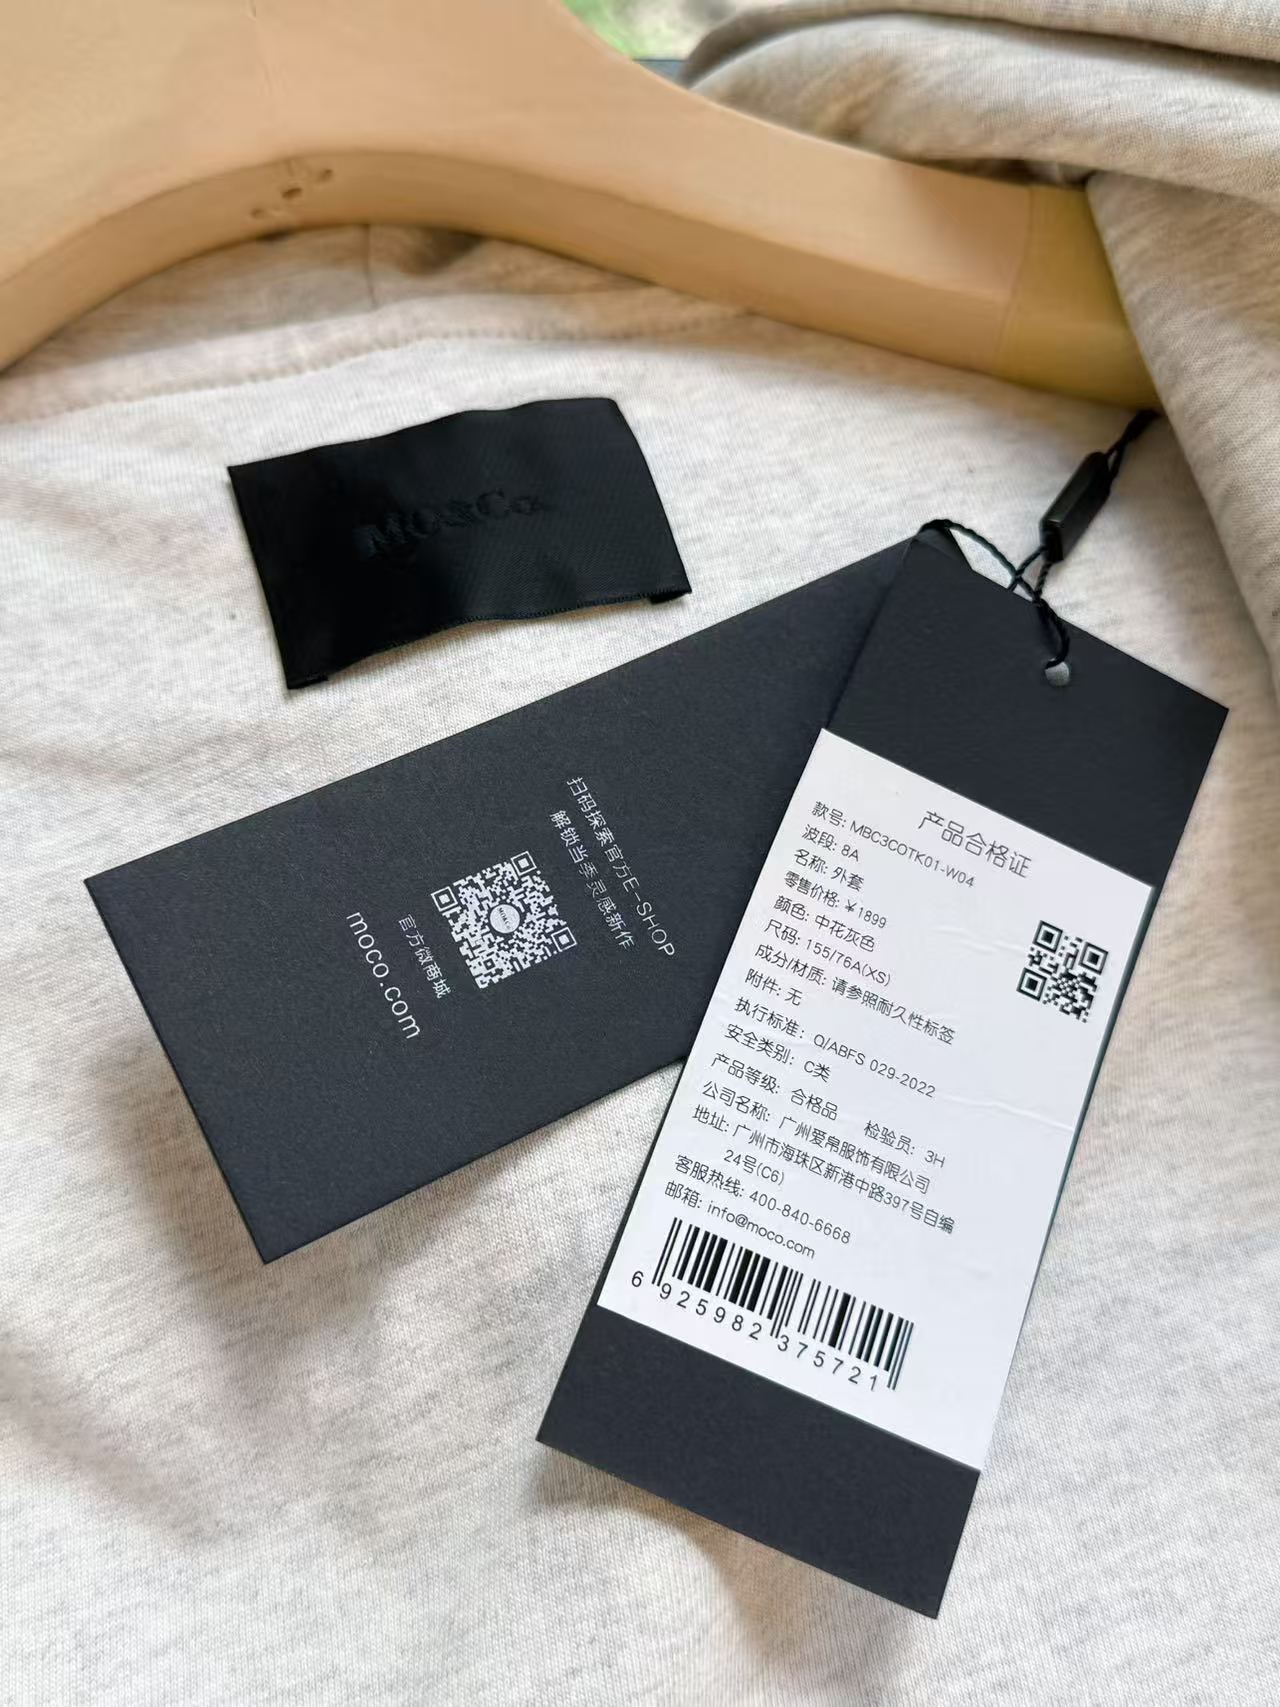 MO&Co.
扫码探索官方E-SHOP
解锁当季灵感新作
官方微商城
moco.com
产品合格证
款号: MBC3COTK01-W04
波段: 8A
名称: 外套
零售价格: ￥1899
颜色: 中花灰色
尺码: 155/76A(XS)
成分/材质: 请参照耐久性标签
附件: 无
执行标准: Q/ABFS 029-2022
安全类别: C类
产品等级: 合格品 检验员: 3H
公司名称: 广州爱帛服饰有限公司
地址: 广州市海珠区新港中路397号自编
24号(C6)
客服热线: 400-840-6668
邮箱: info@moco.com
6 925982 375721